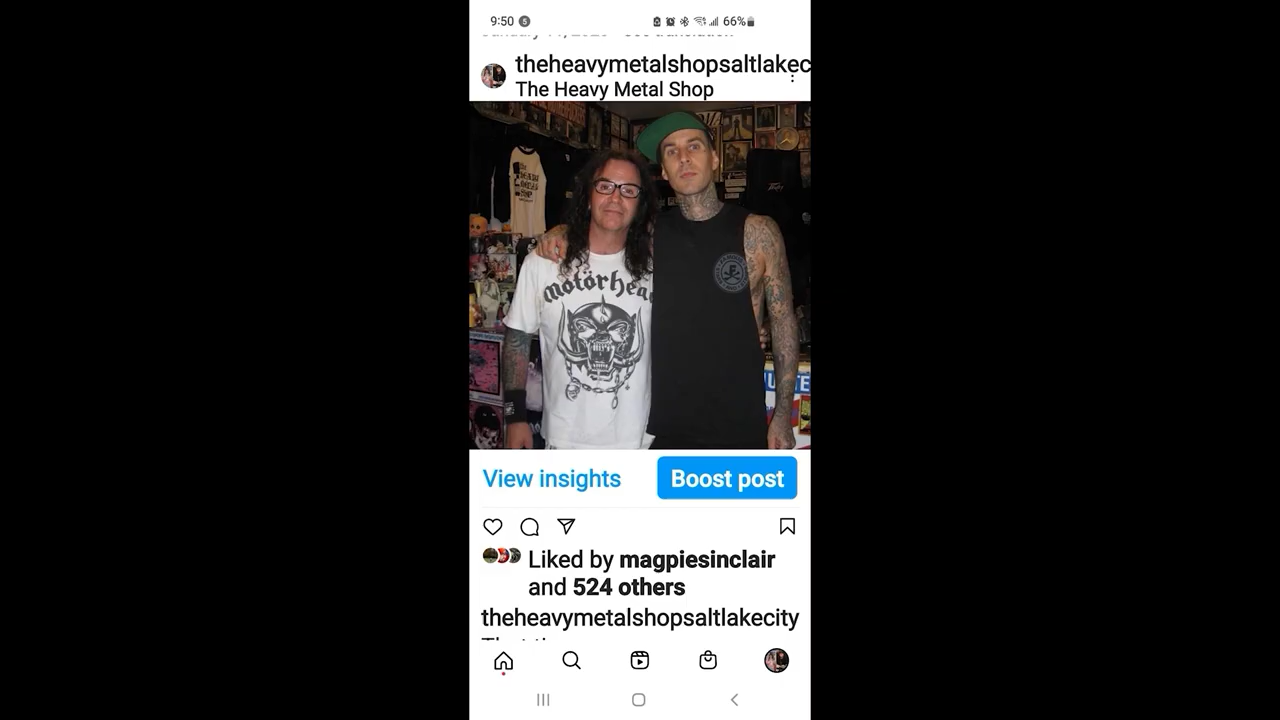 9:50 5 66%
theheavymetalshopsaltlakec
The Heavy Metal Shop
motörhead
View insights
Boost post
Liked by magpiesinclair
and 524 others
theheavymetalshopsaltlakecity